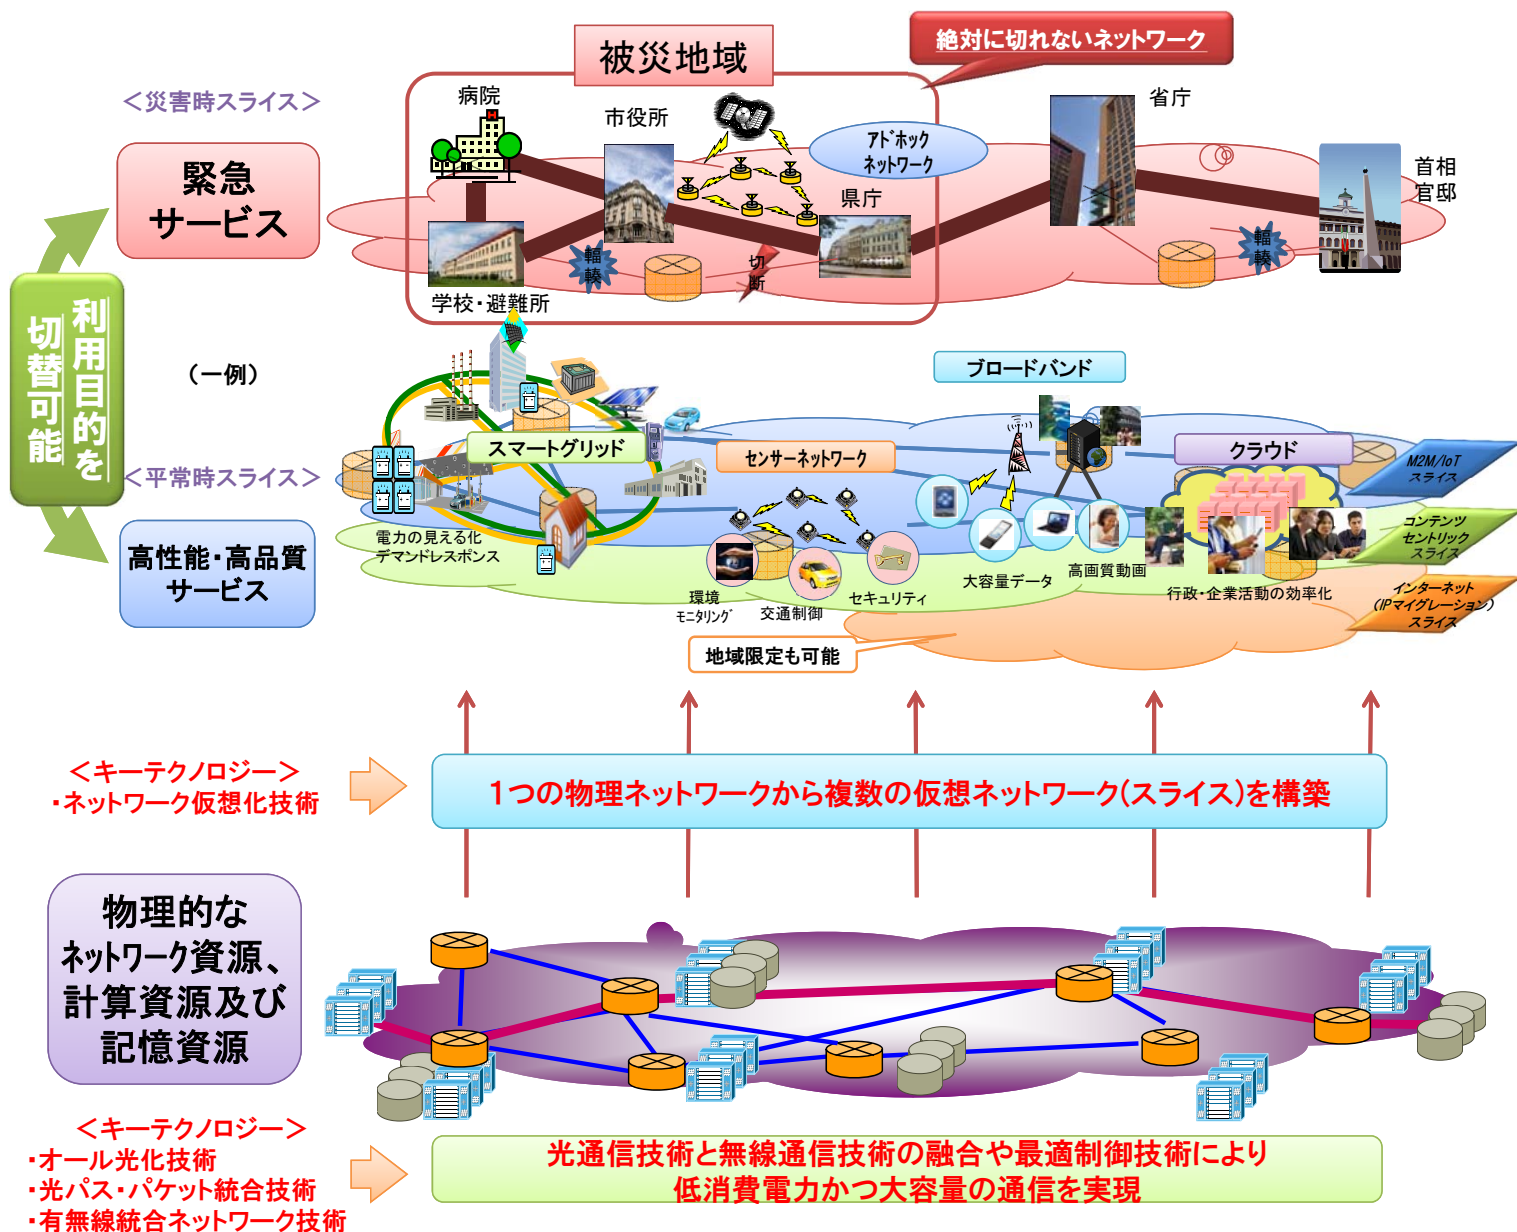 被災地域
絶対に切れないネットワーク
＜災害時スライス＞
病院
市役所
省庁
アドホック
ネットワーク
首相
官邸
緊急
サービス
県庁
輻輳
切断
輻輳
学校・避難所
利用目的を
切替可能
（一例）
ブロードバンド
スマートグリッド
センサーネットワーク
クラウド
M2M/IoT
スライス
＜平常時スライス＞
高性能・高品質
サービス
電力の見える化
デマンドレスポンス
コンテンツ
セントリック
スライス
大容量データ
高画質動画
環境
モニタリング
交通制御
セキュリティ
行政・企業活動の効率化
インターネット
（IPマイグレーション）
スライス
地域限定も可能
＜キーテクノロジー＞
・ネットワーク仮想化技術
1つの物理ネットワークから複数の仮想ネットワーク(スライス)を構築
物理的な
ネットワーク資源、
計算資源及び
記憶資源
＜キーテクノロジー＞
・オール光化技術
・光パス・パケット統合技術
・有無線統合ネットワーク技術
光通信技術と無線通信技術の融合や最適制御技術により
低消費電力かつ大容量の通信を実現